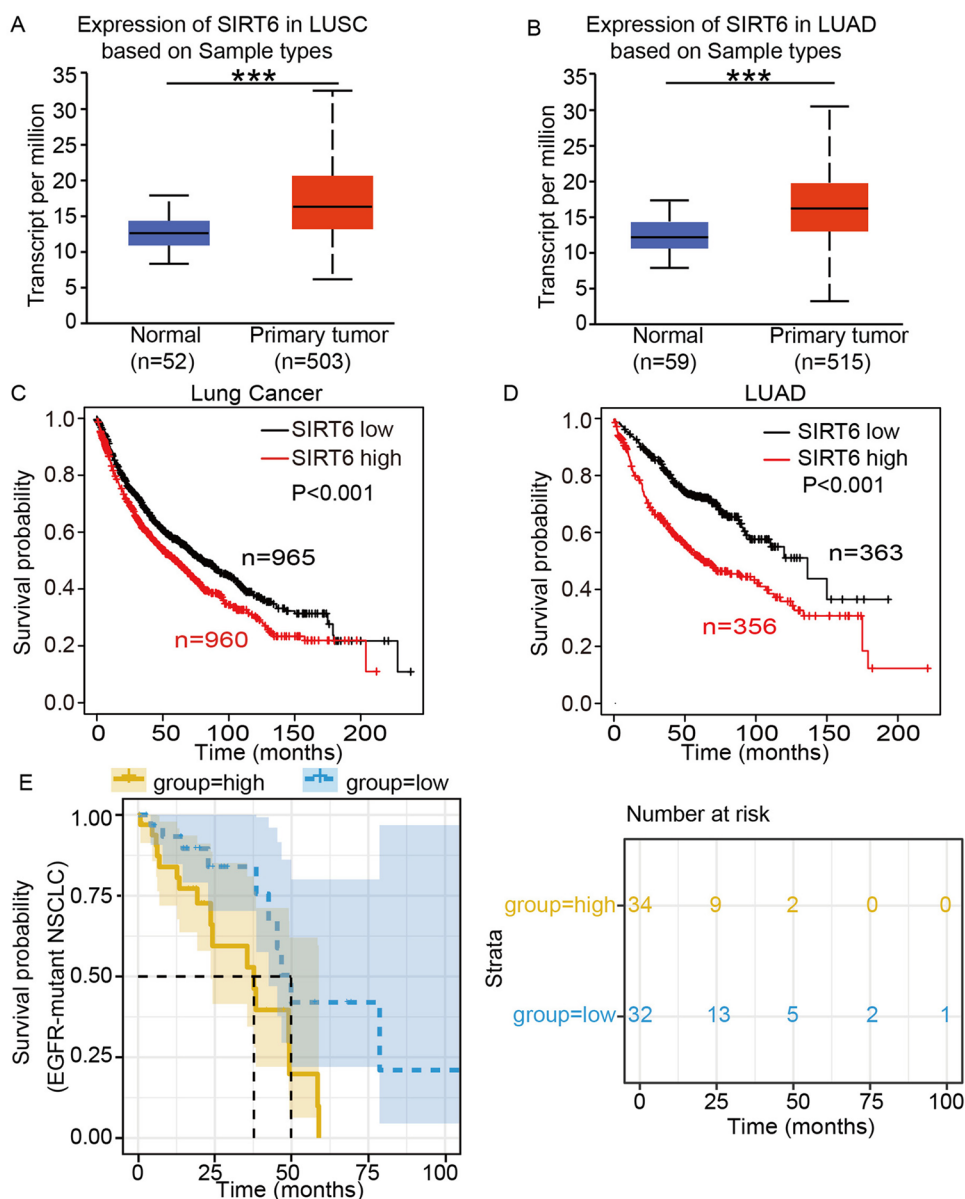 A
Expression of SIRT6 in LUSC
based on Sample types
***
Transcript per million
35
30
25
20
15
10
5
0
Normal
(n=52)
Primary tumor
(n=503)
B
Expression of SIRT6 in LUAD
based on Sample types
***
Transcript per million
35
30
25
20
15
10
5
0
Normal
(n=59)
Primary tumor
(n=515)
C
Lung Cancer
Survival probability
1.0
0.8
0.6
0.4
0.2
0.0
SIRT6 low
SIRT6 high
P<0.001
n=965
n=960
0 50 100 150 200
Time (months)
D
LUAD
Survival probability
1.0
0.8
0.6
0.4
0.2
0.0
SIRT6 low
SIRT6 high
P<0.001
n=363
n=356
0 50 100 150 200
Time (months)
E
group=high group=low
Survival probability
(EGFR-mutant NSCLC)
1.00
0.75
0.50
0.25
0.00
0 25 50 75 100
Time (months)
Number at risk
Strata
group=high 34 9 2 0 0
group=low 32 13 5 2 1
0 25 50 75 100
Time (months)